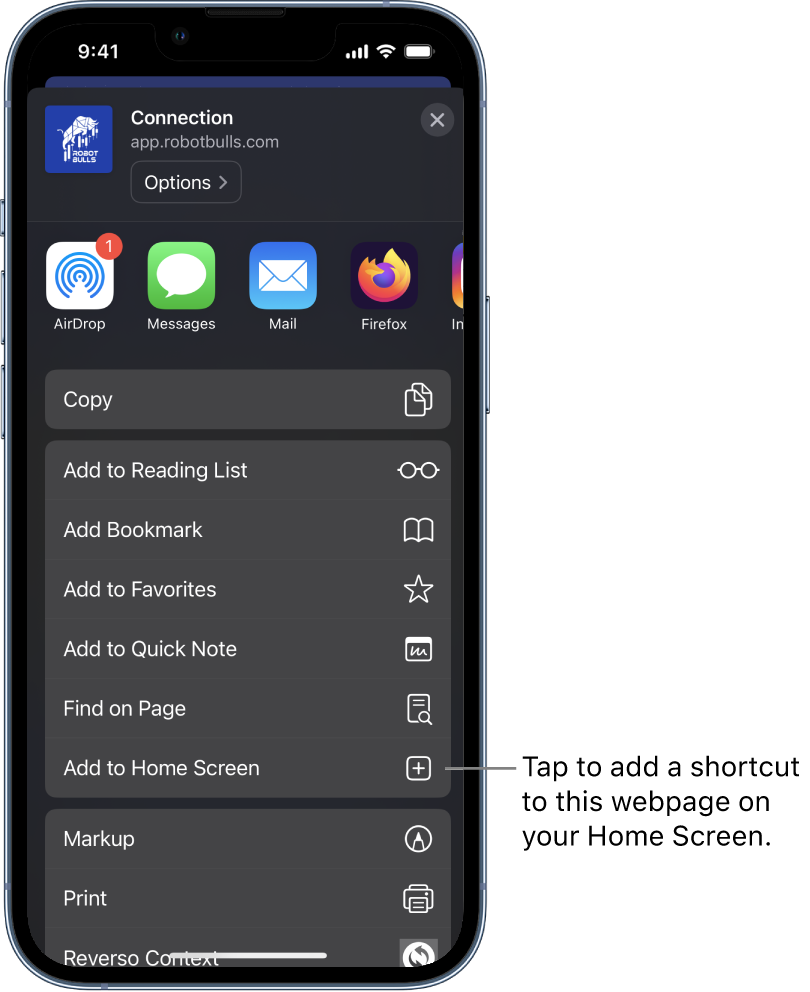 9:41
Connection
app.robotbulls.com
ROBOT
BULLS
Options
1
AirDrop
Messages
Mail
Firefox
In
Copy
Add to Reading List
Add Bookmark
Add to Favorites
Add to Quick Note
Find on Page
Add to Home Screen
Tap to add a shortcut
to this webpage on
your Home Screen.
Markup
Print
Reverso Context